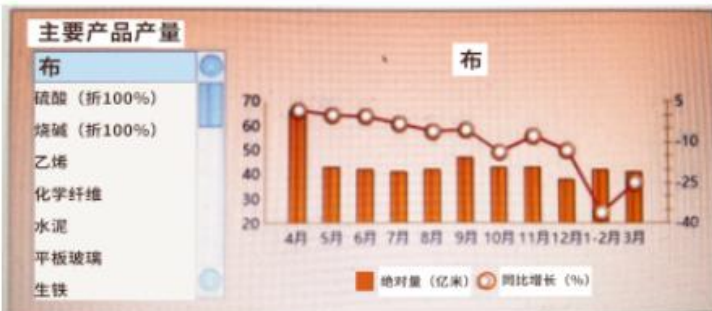 主要产品产量
布
硫酸（折100%）
烧碱（折100%）
乙烯
化学纤维
水泥
平板玻璃
生铁
布
70
60
50
40
30
20
5
-10
-25
-40
4月 5月 6月 7月 8月 9月 10月 11月 12月 1-2月 3月
绝对量（亿米） 同比增长（%）